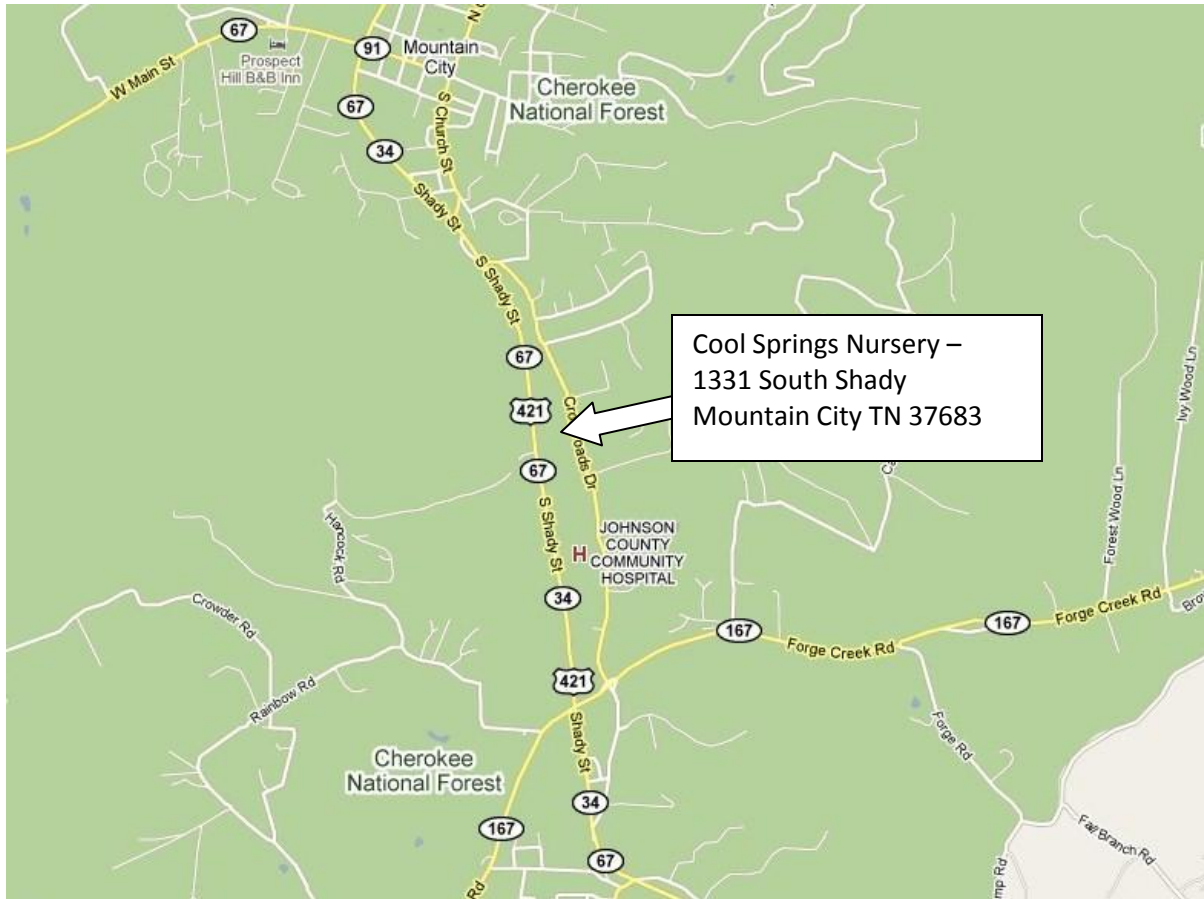 67
W Main St
Prospect
Hill B&B Inn
91
Mountain
City
Cherokee
National Forest
67
34
S Church St
Shady St
S Shady St
67
421
67
Cool Springs Nursery –
1331 South Shady
Mountain City TN 37683
Ivy Wood Ln
Forest Wood Ln
Hancock Rd
S Shady St
JOHNSON
COUNTY
COMMUNITY
HOSPITAL
H
34
Crowder Rd
Rainbow Rd
167
Forge Creek Rd
167
Forge Creek Rd
421
Shady St
Forge Rd
Cherokee
National Forest
34
167
67
Rd
Fall Branch Rd